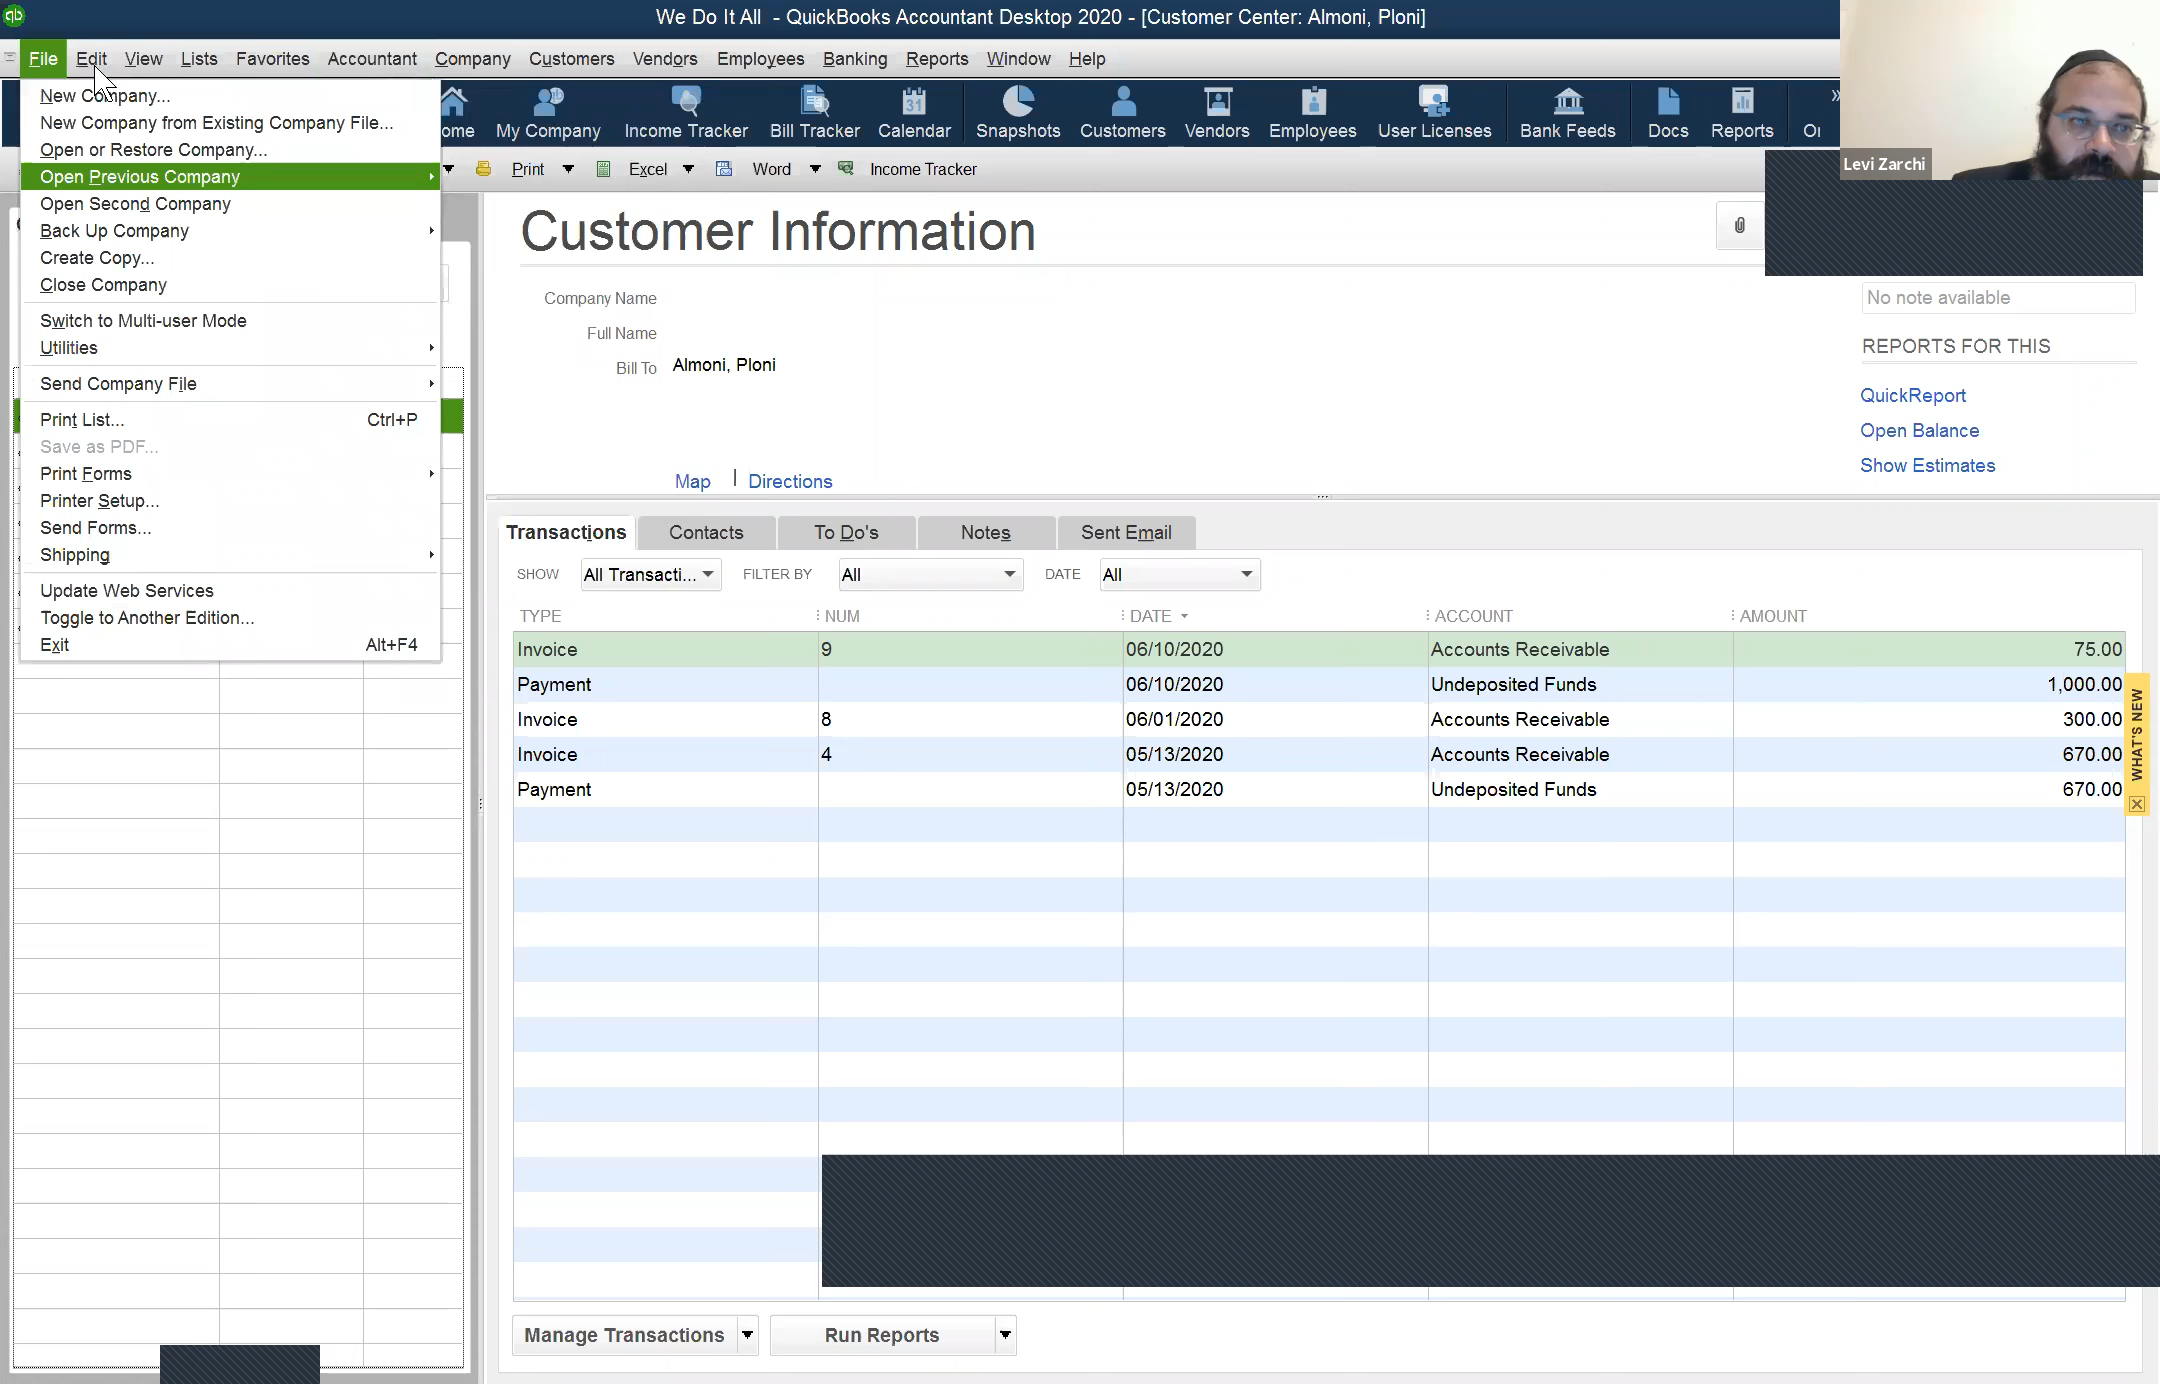 We Do It All - QuickBooks Accountant Desktop 2020 - [Customer Center: Almoni, Ploni]
File Edit View Lists Favorites Accountant Company Customers Vendors Employees Banking Reports Window Help
ome My Company Income Tracker Bill Tracker Calendar Snapshots Customers Vendors Employees User Licenses Bank Feeds Docs Reports
31
Levi Zarchi
Print Excel Word Income Tracker
New Company...
New Company from Existing Company File...
Open or Restore Company...
Open Previous Company
Open Second Company
Back Up Company
Create Copy...
Close Company
Switch to Multi-user Mode
Utilities
Send Company File
Print List... Ctrl+P
Save as PDF...
Print Forms
Printer Setup...
Send Forms...
Shipping
Update Web Services
Toggle to Another Edition...
Exit Alt+F4
Customer Information
Company Name
Full Name
Bill To Almoni, Ploni
Map | Directions
No note available
REPORTS FOR THIS
QuickReport
Open Balance
Show Estimates
Transactions Contacts To Do's Notes Sent Email
SHOW All Transacti... FILTER BY All DATE All
TYPE NUM DATE ACCOUNT AMOUNT
Invoice 9 06/10/2020 Accounts Receivable 75.00
Payment 06/10/2020 Undeposited Funds 1,000.00
Invoice 8 06/01/2020 Accounts Receivable 300.00
Invoice 4 05/13/2020 Accounts Receivable 670.00
Payment 05/13/2020 Undeposited Funds 670.00
WHAT'S NEW
Manage Transactions Run Reports